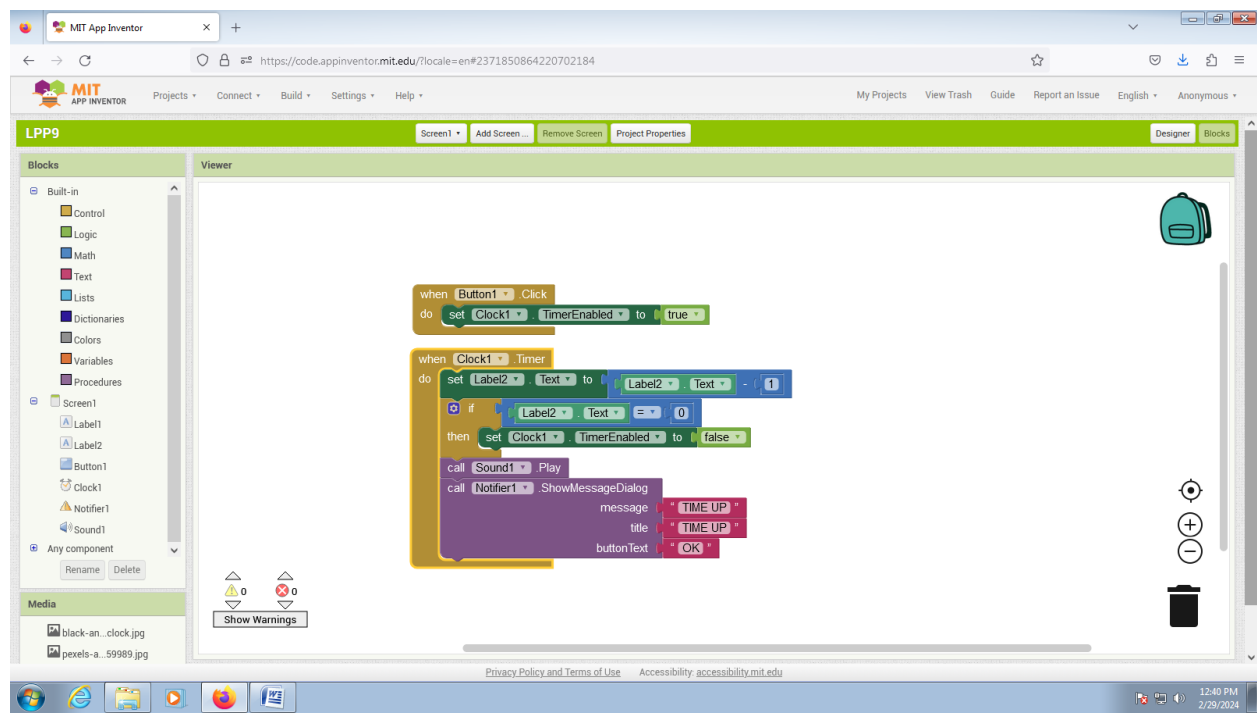 MIT App Inventor
https://code.appinventor.mit.edu/?locale=en#2371850864220702184
MIT
APP INVENTOR
Projects Connect Build Settings Help My Projects View Trash Guide Report an Issue English Anonymous
LPP9 Screen1 Add Screen ... Remove Screen Project Properties Designer Blocks
Blocks
Built-in
Control
Logic
Math
Text
Lists
Dictionaries
Colors
Variables
Procedures
Screen1
Label1
Label2
Button1
Clock1
Notifier1
Sound1
Any component
Rename Delete
Media
black-an...clock.jpg
pexels-a...59989.jpg
Viewer
when Button1 .Click
do set Clock1 . TimerEnabled to true
when Clock1 .Timer
do set Label2 . Text to Label2 . Text - 1
if Label2 . Text = 0
then set Clock1 . TimerEnabled to false
call Sound1 .Play
call Notifier1 .ShowMessageDialog
message " TIME UP "
title " TIME UP "
buttonText " OK "
0 0
Show Warnings
Privacy Policy and Terms of Use Accessibility: accessibility.mit.edu
12:40 PM
2/29/2024